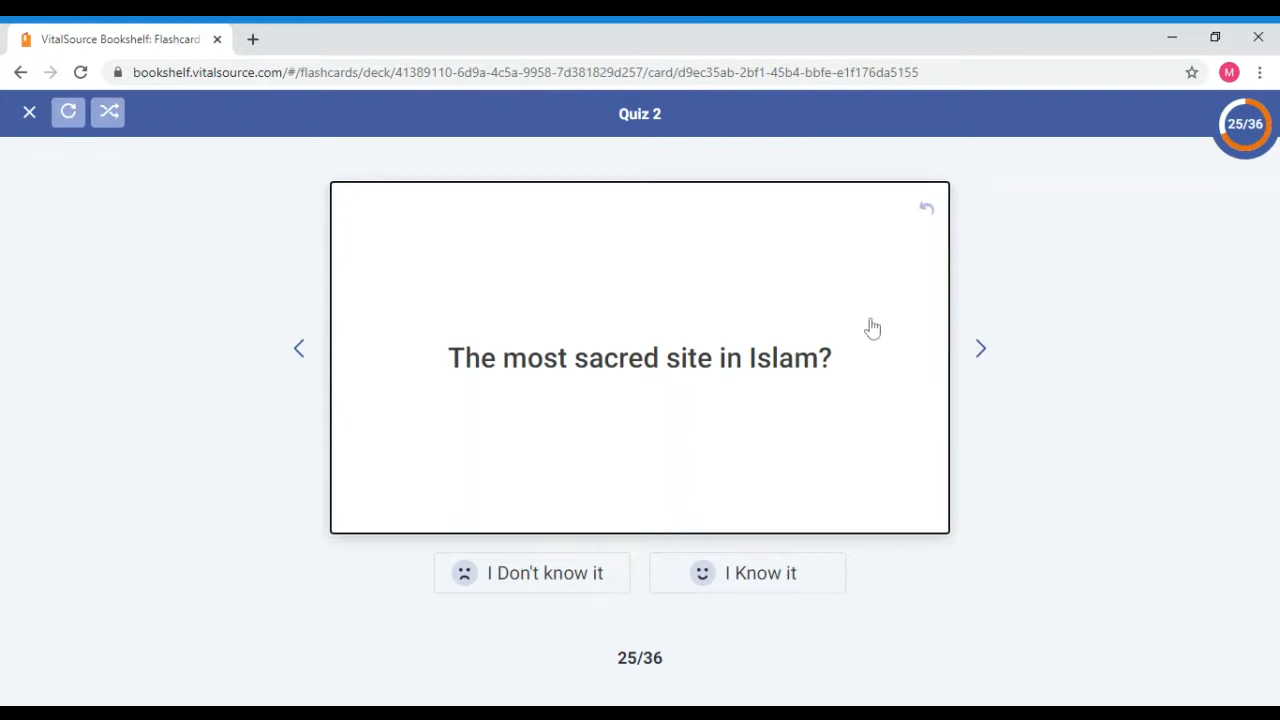 VitalSource Bookshelf: Flashcard
bookshelf.vitalsource.com/#/flashcards/deck/41389110-6d9a-4c5a-9958-7d381829d257/card/d9ec35ab-2bf1-45b4-bbfe-e1f176da5155
M
Quiz 2
25/36
The most sacred site in Islam?
I Don't know it
I Know it
25/36